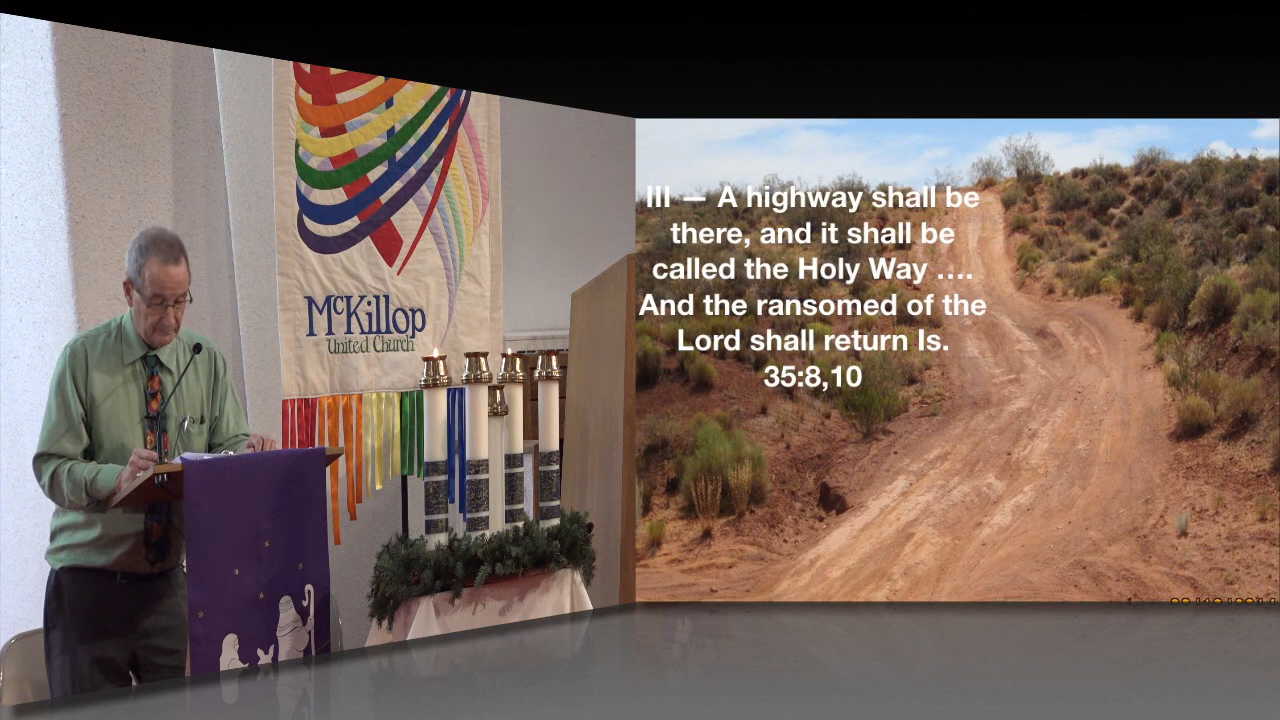 McKillop
United Church
III — A highway shall be
there, and it shall be
called the Holy Way ....
And the ransomed of the
Lord shall return Is.
35:8,10